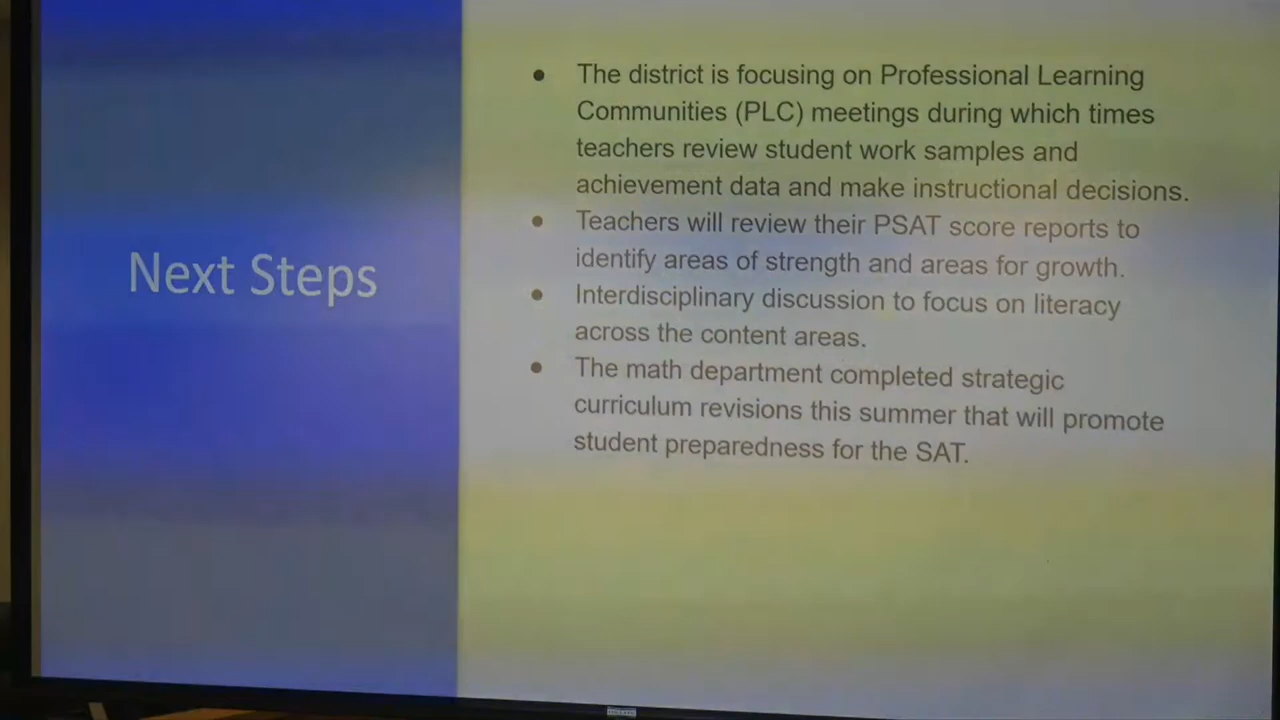 Next Steps
● The district is focusing on Professional Learning
Communities (PLC) meetings during which times
teachers review student work samples and
achievement data and make instructional decisions.
● Teachers will review their PSAT score reports to
identify areas of strength and areas for growth.
● Interdisciplinary discussion to focus on literacy
across the content areas.
● The math department completed strategic
curriculum revisions this summer that will promote
student preparedness for the SAT.